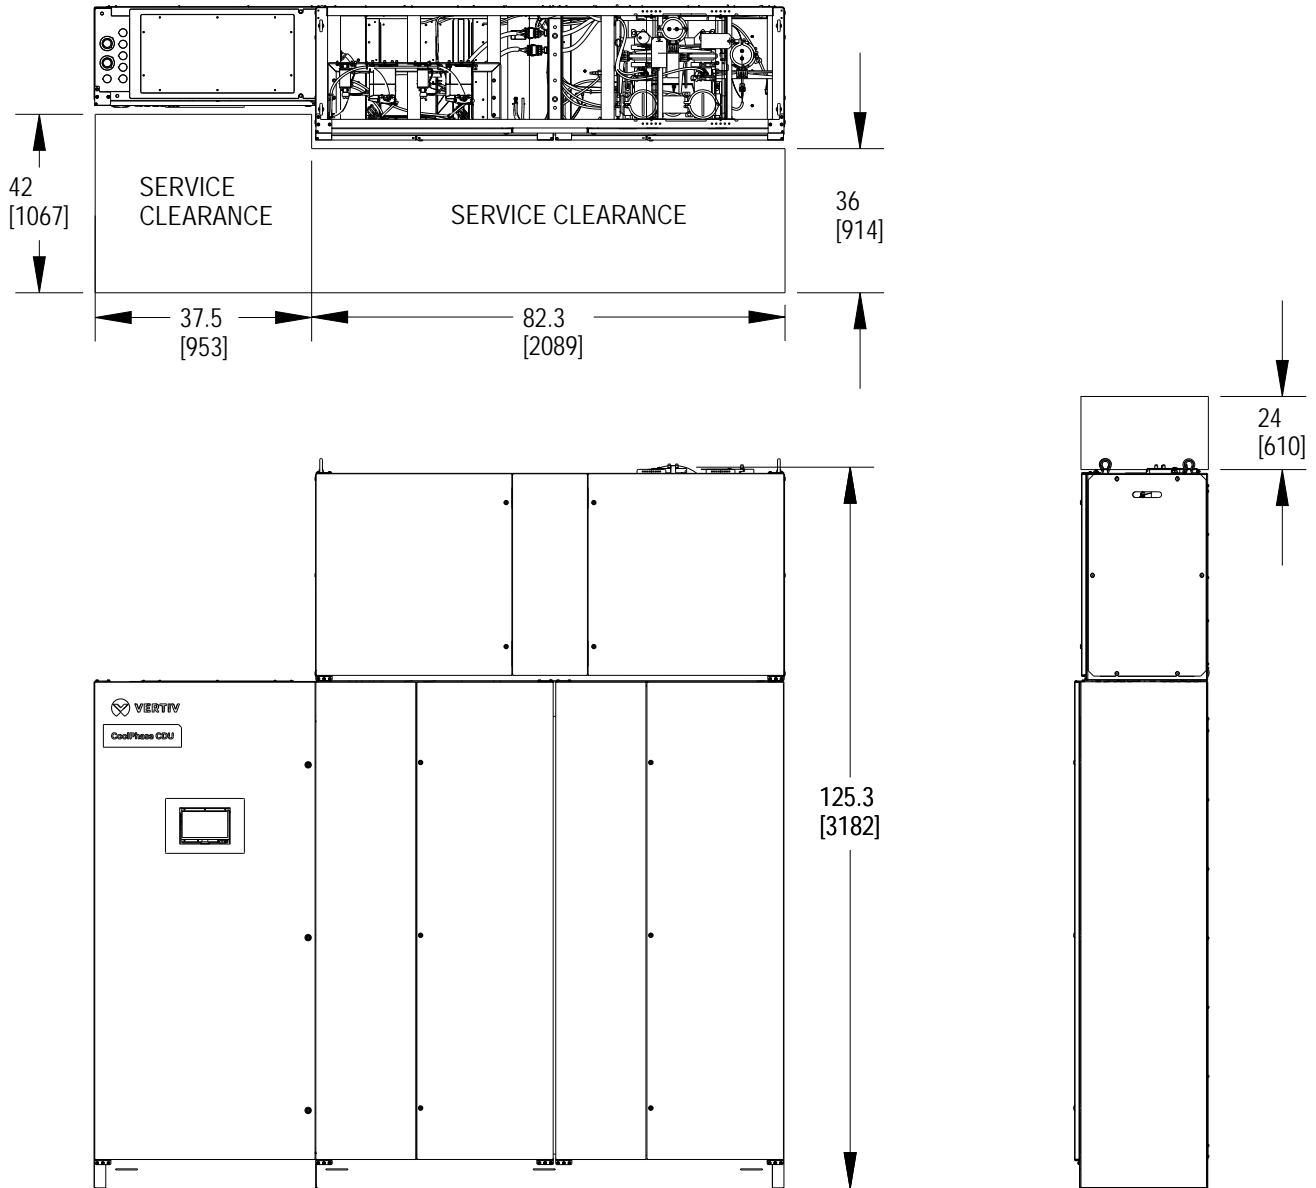 42
[1067]
SERVICE
CLEARANCE
SERVICE CLEARANCE
36
[914]
37.5
[953]
82.3
[2089]
24
[610]
VERTIV
CoolPhase CDU
125.3
[3182]